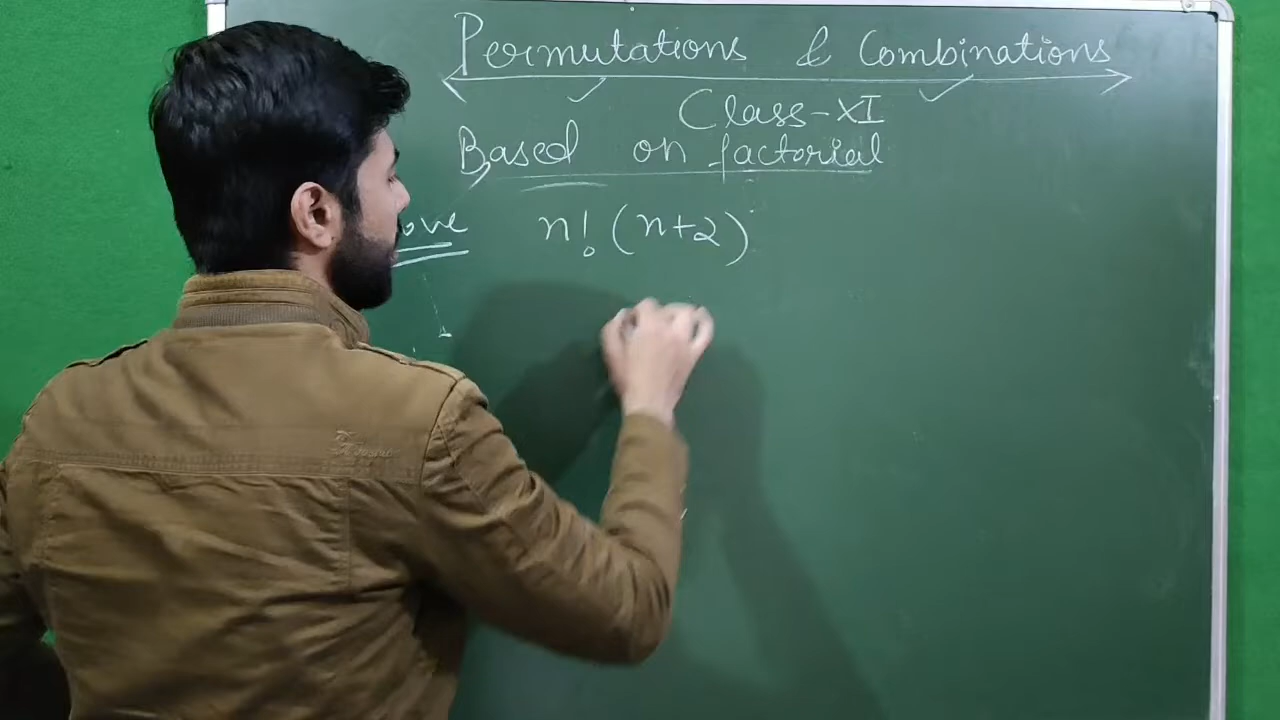 Permutations & Combinations
Class-XI
Based on factorial
n! (n+2)